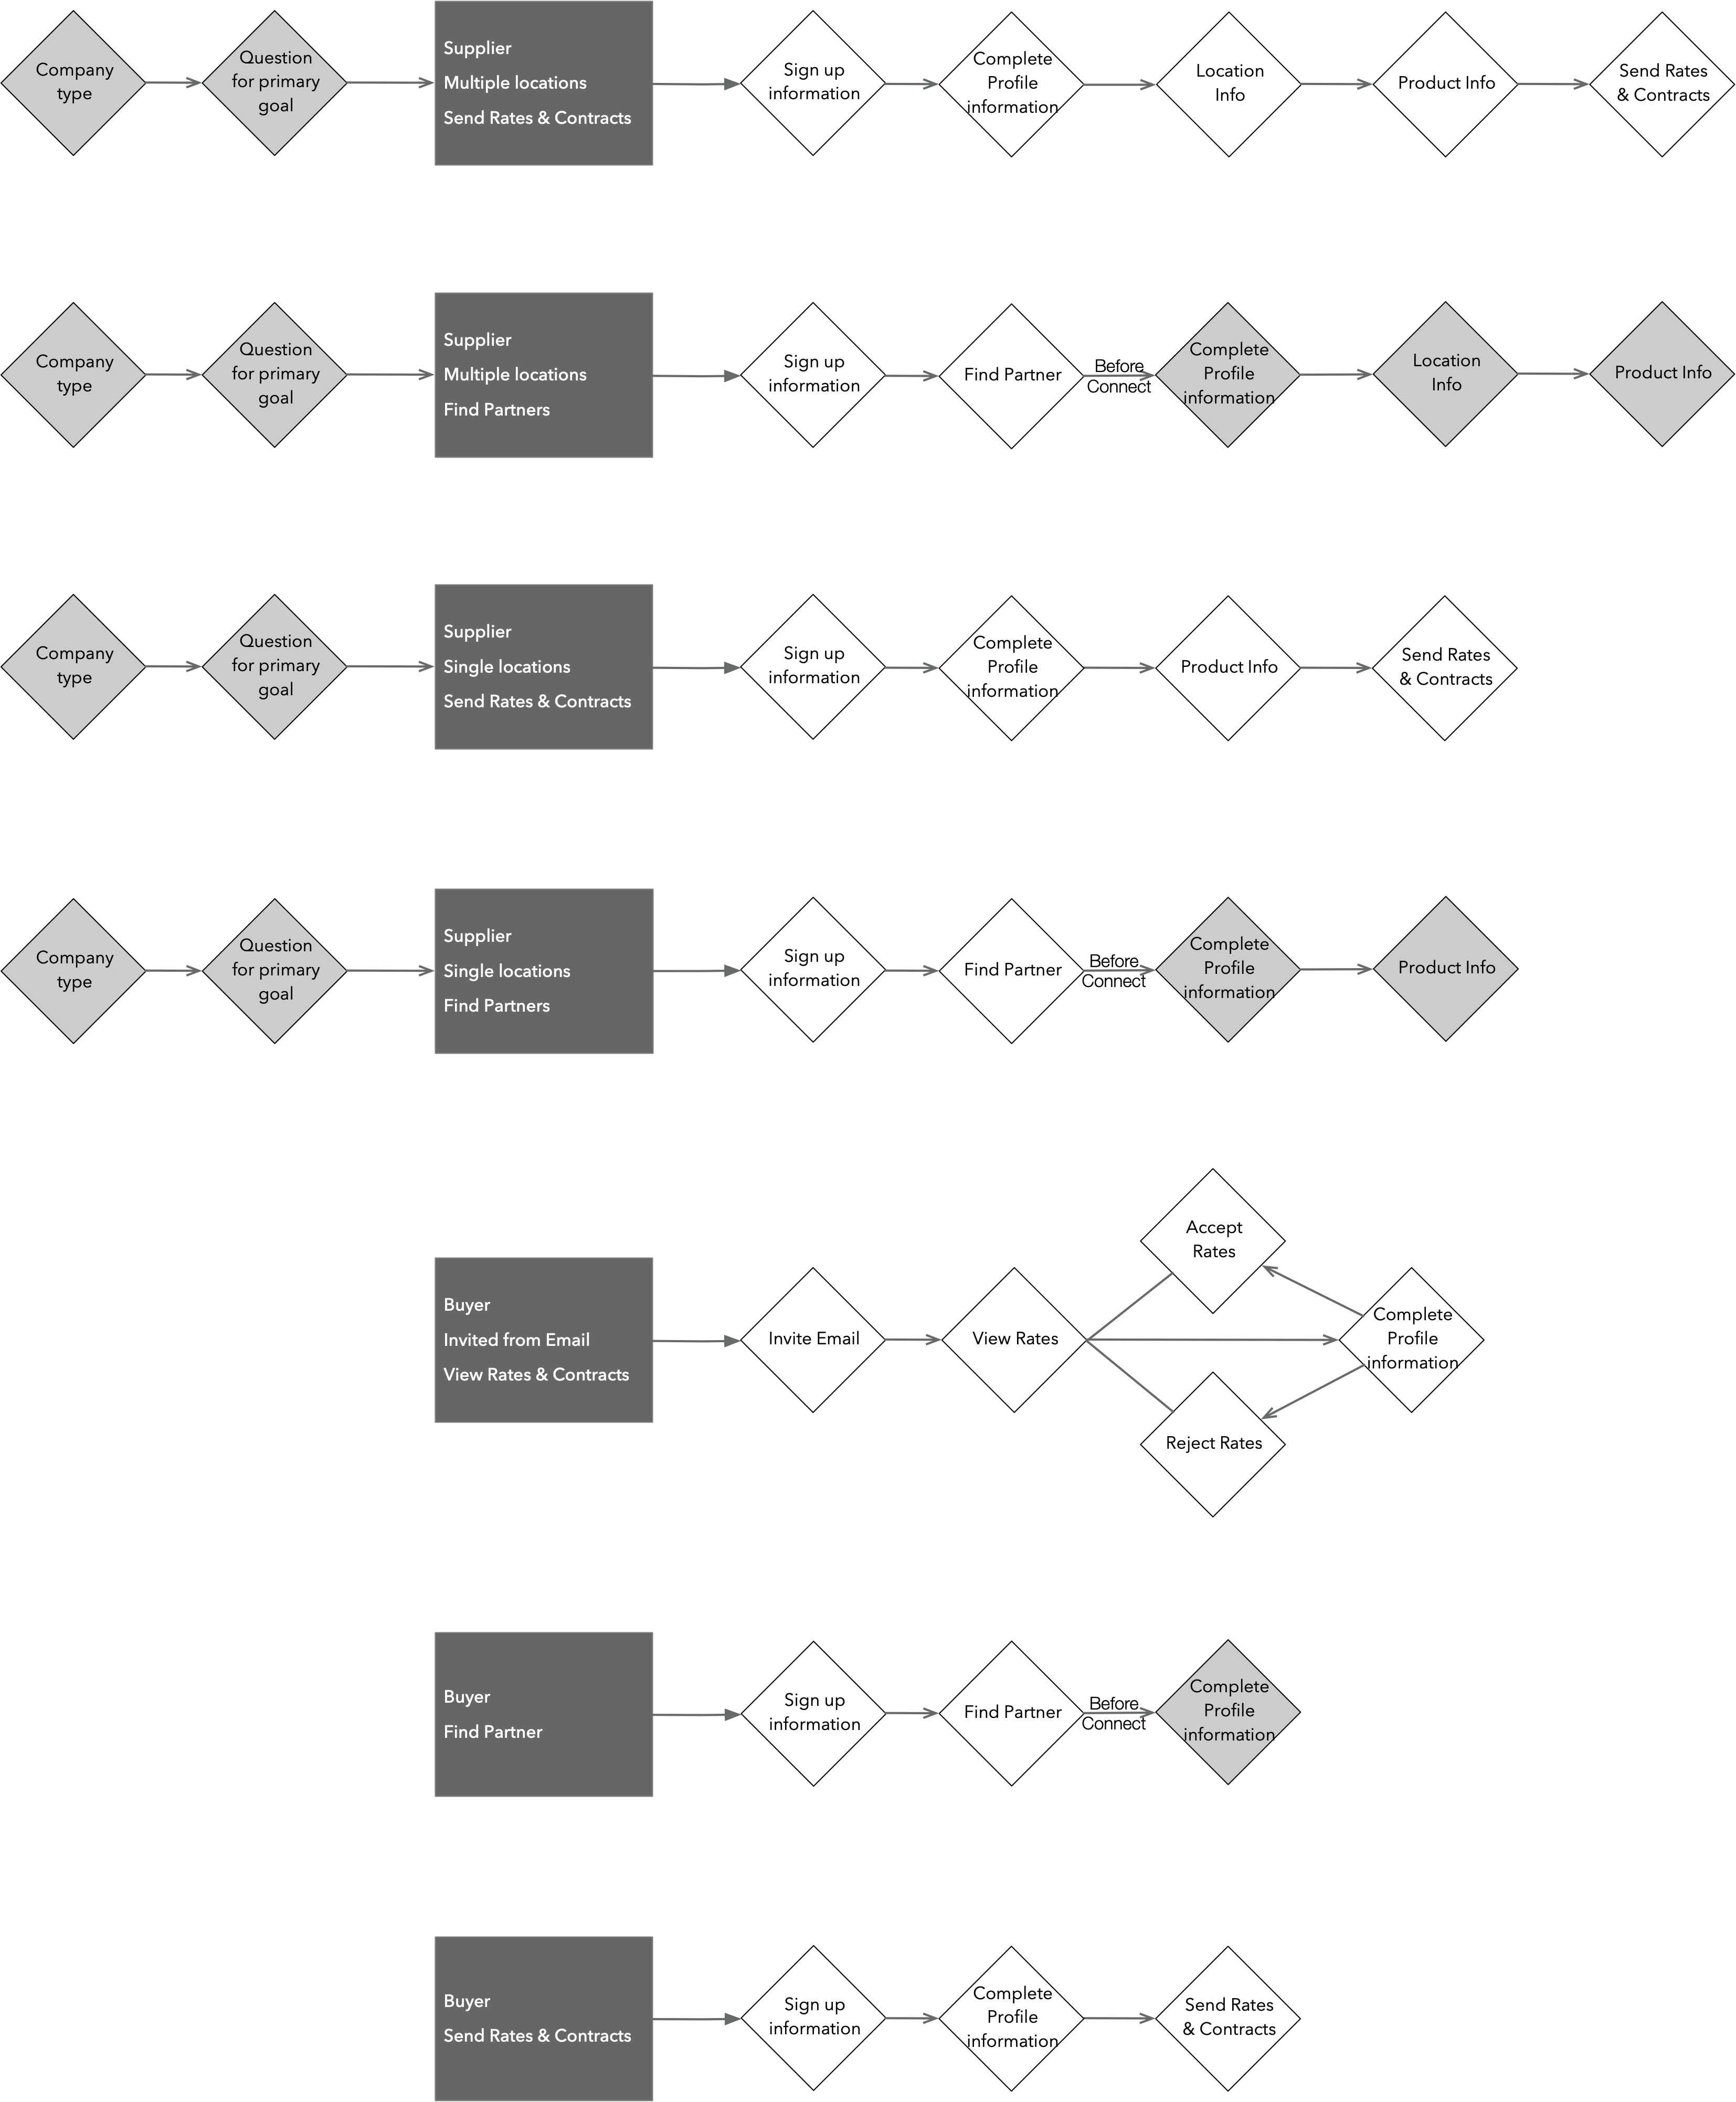 Company
type
Question
for primary
goal
Supplier
Multiple locations
Send Rates & Contracts
Sign up
information
Complete
Profile
information
Location
Info
Product Info
Send Rates
& Contracts
Company
type
Question
for primary
goal
Supplier
Multiple locations
Find Partners
Sign up
information
Find Partner
Before
Connect
Complete
Profile
information
Location
Info
Product Info
Company
type
Question
for primary
goal
Supplier
Single locations
Send Rates & Contracts
Sign up
information
Complete
Profile
information
Product Info
Send Rates
& Contracts
Company
type
Question
for primary
goal
Supplier
Single locations
Find Partners
Sign up
information
Find Partner
Before
Connect
Complete
Profile
information
Product Info
Buyer
Invited from Email
View Rates & Contracts
Invite Email
View Rates
Accept
Rates
Reject Rates
Complete
Profile
information
Buyer
Find Partner
Sign up
information
Find Partner
Before
Connect
Complete
Profile
information
Buyer
Send Rates & Contracts
Sign up
information
Complete
Profile
information
Send Rates
& Contracts